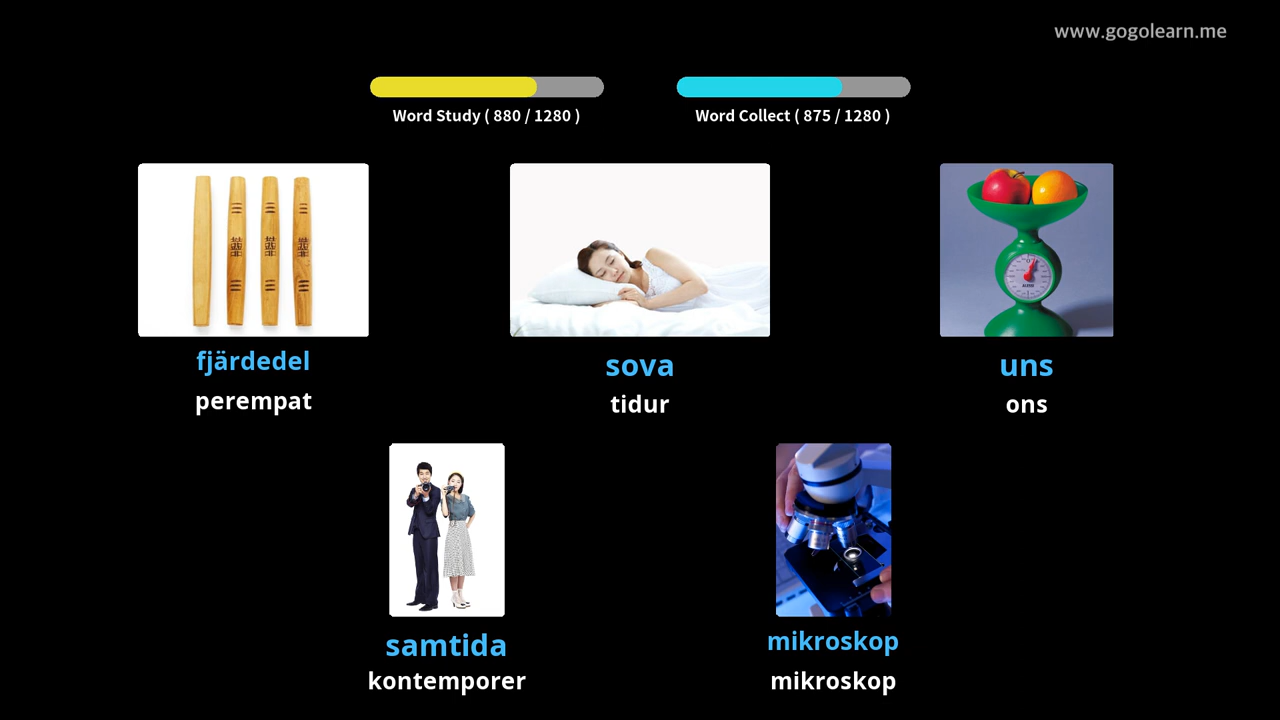 www.gogolearn.me
Word Study ( 880 / 1280 )
Word Collect ( 875 / 1280 )
fjärdedel
perempat
sova
tidur
uns
ons
samtida
kontemporer
mikroskop
mikroskop